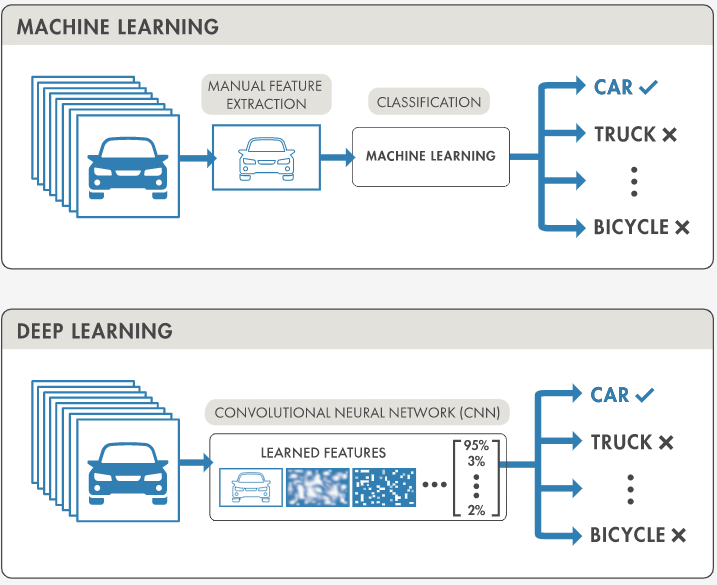 MACHINE LEARNING
MANUAL FEATURE
EXTRACTION
CLASSIFICATION
MACHINE LEARNING
CAR
TRUCK
BICYCLE
DEEP LEARNING
CONVOLUTIONAL NEURAL NETWORK (CNN)
LEARNED FEATURES
95%
3%
2%
CAR
TRUCK
BICYCLE